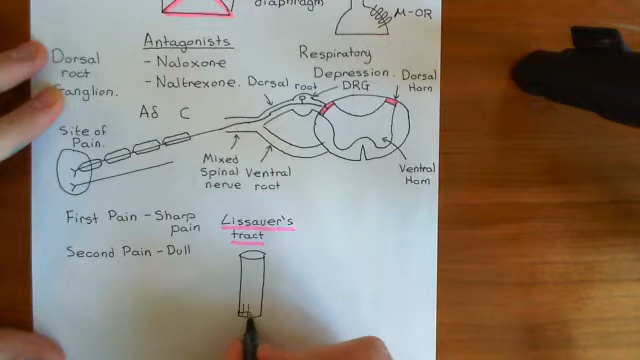 diaphragm
M-OR
Antagonists
- Naloxone
- Naltrexone.
Respiratory
Depression.
Dorsal
root
Ganglion.
Dorsal root
DRG
Dorsal
Horn
Aδ C
Site of
Pain.
Mixed
Spinal
nerve
Ventral
root
Ventral
Horn
First Pain - Sharp
pain
Second Pain - Dull
Lissauer's
tract